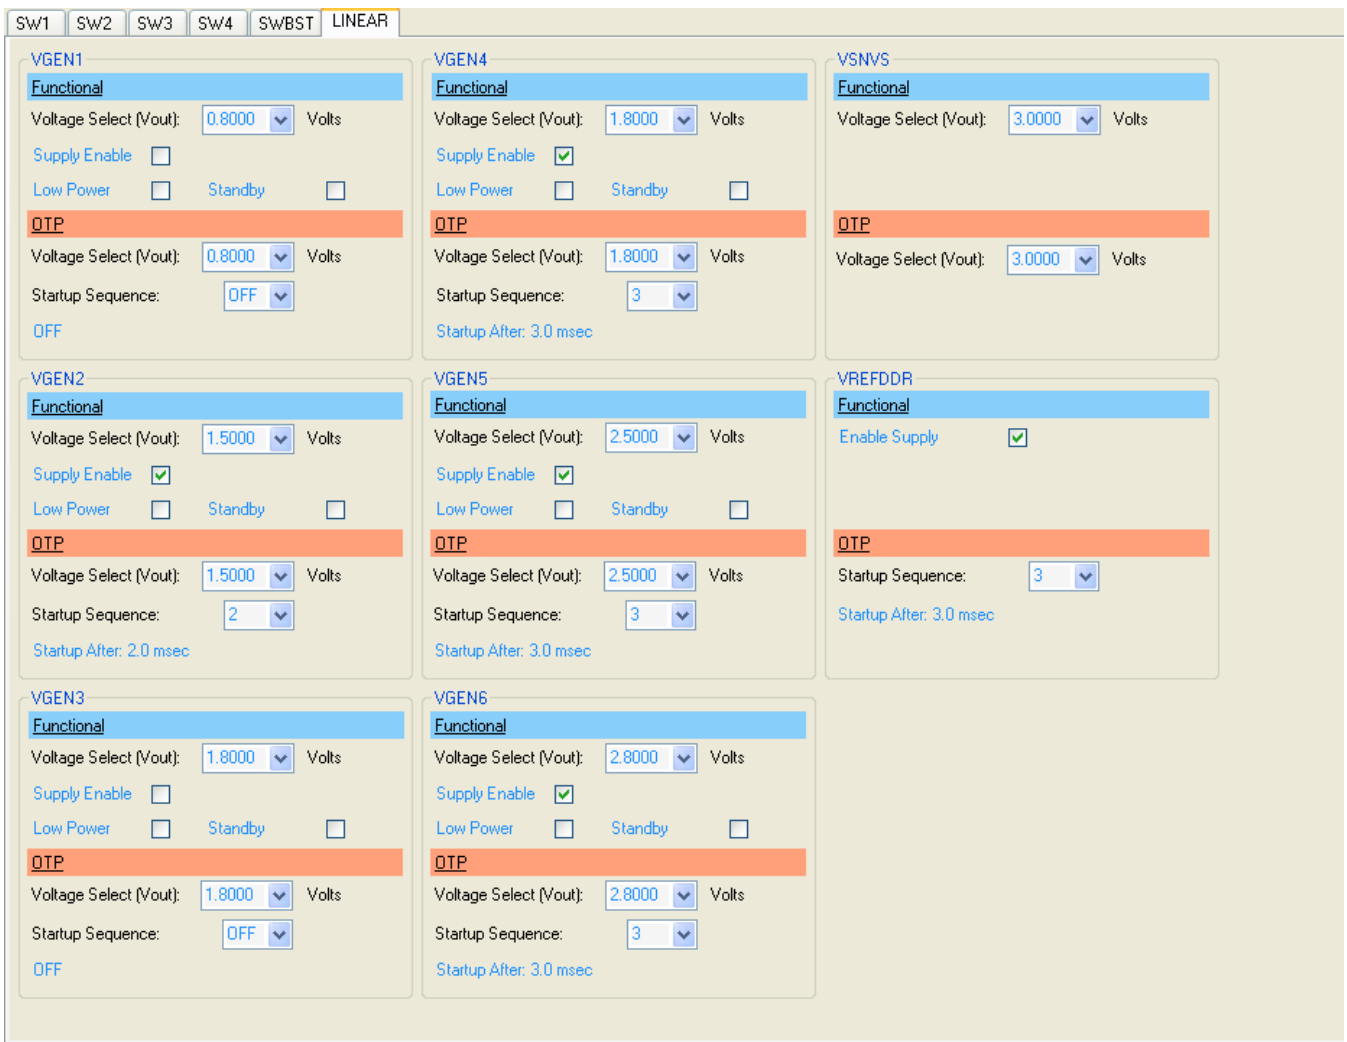 SW1 SW2 SW3 SW4 SWBST LINEAR
VGEN1
Functional
Voltage Select (Vout): 0.8000 Volts
Supply Enable
Low Power Standby
OTP
Voltage Select (Vout): 0.8000 Volts
Startup Sequence: OFF
OFF
VGEN4
Functional
Voltage Select (Vout): 1.8000 Volts
Supply Enable
Low Power Standby
OTP
Voltage Select (Vout): 1.8000 Volts
Startup Sequence: 3
Startup After: 3.0 msec
VSNVS
Functional
Voltage Select (Vout): 3.0000 Volts
OTP
Voltage Select (Vout): 3.0000 Volts
VGEN2
Functional
Voltage Select (Vout): 1.5000 Volts
Supply Enable
Low Power Standby
OTP
Voltage Select (Vout): 1.5000 Volts
Startup Sequence: 2
Startup After: 2.0 msec
VGEN5
Functional
Voltage Select (Vout): 2.5000 Volts
Supply Enable
Low Power Standby
OTP
Voltage Select (Vout): 2.5000 Volts
Startup Sequence: 3
Startup After: 3.0 msec
VREFDDR
Functional
Enable Supply
OTP
Startup Sequence: 3
Startup After: 3.0 msec
VGEN3
Functional
Voltage Select (Vout): 1.8000 Volts
Supply Enable
Low Power Standby
OTP
Voltage Select (Vout): 1.8000 Volts
Startup Sequence: OFF
OFF
VGEN6
Functional
Voltage Select (Vout): 2.8000 Volts
Supply Enable
Low Power Standby
OTP
Voltage Select (Vout): 2.8000 Volts
Startup Sequence: 3
Startup After: 3.0 msec